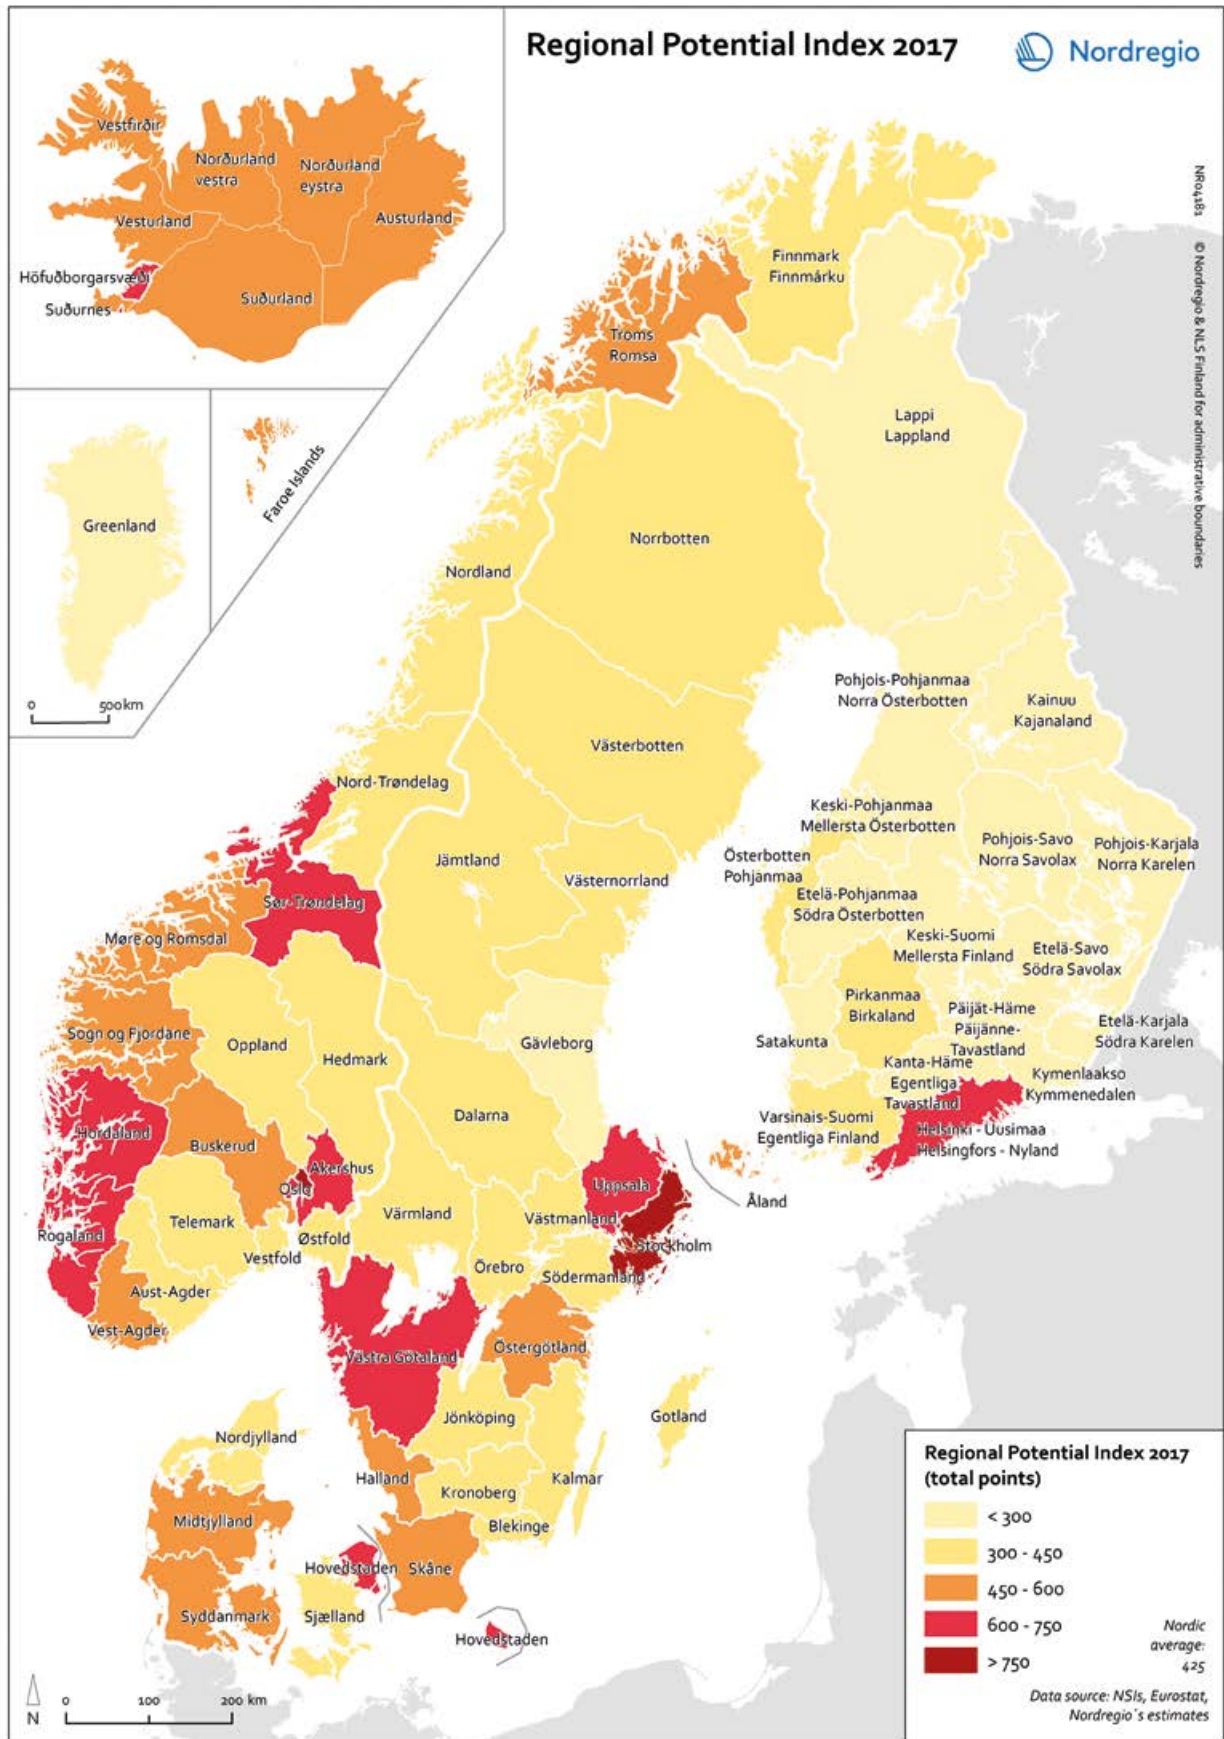 Regional Potential Index 2017
Nordregio
NR04181 © Nordregio & NLS Finland for administrative boundaries
Vestfirðir
Norðurland
vestra
Norðurland
eystra
Vesturland
Austurland
Höfuðborgarsvæði
Suðurland
Suðurnes
Greenland
Faroe Islands
0 500 km
Finnmark
Finnmárku
Troms
Romsa
Lappi
Lappland
Norrbotten
Nordland
Pohjois-Pohjanmaa
Norra Österbotten
Kainuu
Kajanaland
Västerbotten
Nord-Trøndelag
Keski-Pohjanmaa
Mellersta Österbotten
Pohjois-Savo
Norra Savolax
Pohjois-Karjala
Norra Karelen
Jämtland
Västernorrland
Österbotten
Pohjanmaa
Etelä-Pohjanmaa
Södra Österbotten
Sør-Trøndelag
Møre og Romsdal
Keski-Suomi
Mellersta Finland
Etelä-Savo
Södra Savolax
Pirkanmaa
Birkaland
Päijät-Häme
Päijänne-
Tavastland
Etelä-Karjala
Södra Karelen
Sogn og Fjordane
Oppland
Hedmark
Gävleborg
Satakunta
Kanta-Häme
Egentliga
Tavastland
Kymenlaakso
Kymmenedalen
Hordaland
Buskerud
Dalarna
Varsinais-Suomi
Egentliga Finland
Helsinki - Uusimaa
Helsingfors - Nyland
Akershus
Oslo
Uppsala
Åland
Rogaland
Telemark
Vestfold
Østfold
Värmland
Västmanland
Stockholm
Örebro
Södermanland
Aust-Agder
Vest-Agder
Västra Götaland
Östergötland
Jönköping
Gotland
Nordjylland
Halland
Kronoberg
Kalmar
Midtjylland
Blekinge
Hovedstaden
Skåne
Syddanmark
Sjælland
Hovedstaden
N
0 100 200 km
Regional Potential Index 2017
(total points)
< 300
300 - 450
450 - 600
600 - 750
> 750
Nordic
average:
425
Data source: NSIs, Eurostat,
Nordregio´s estimates